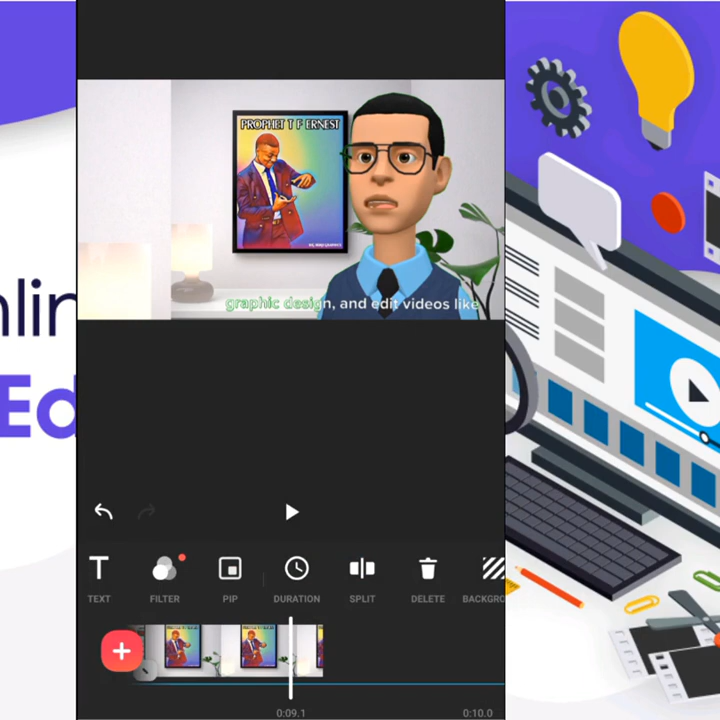 PROPHET T F ERNEST
graphic design, and edit videos like
nlin
Ed
TEXT
FILTER
PIP
DURATION
SPLIT
DELETE
BACKGRO
0:09.1
0:10.0